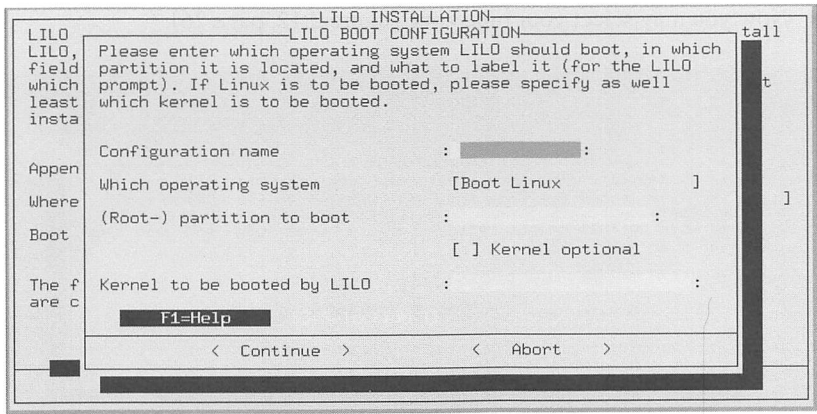 LILO INSTALLATION
LILO
LILO BOOT CONFIGURATION
tall
LILO,
Please enter which operating system LILO should boot, in which
field
partition it is located, and what to label it (for the LILO
which
prompt). If Linux is to be booted, please specify as well
t
least
which kernel is to be booted.
insta
Configuration name : :
Appen
Which operating system [Boot Linux ]
Where
]
(Root-) partition to boot : :
Boot
[ ] Kernel optional
The f
Kernel to be booted by LILO : :
are c
F1=Help
< Continue > < Abort >